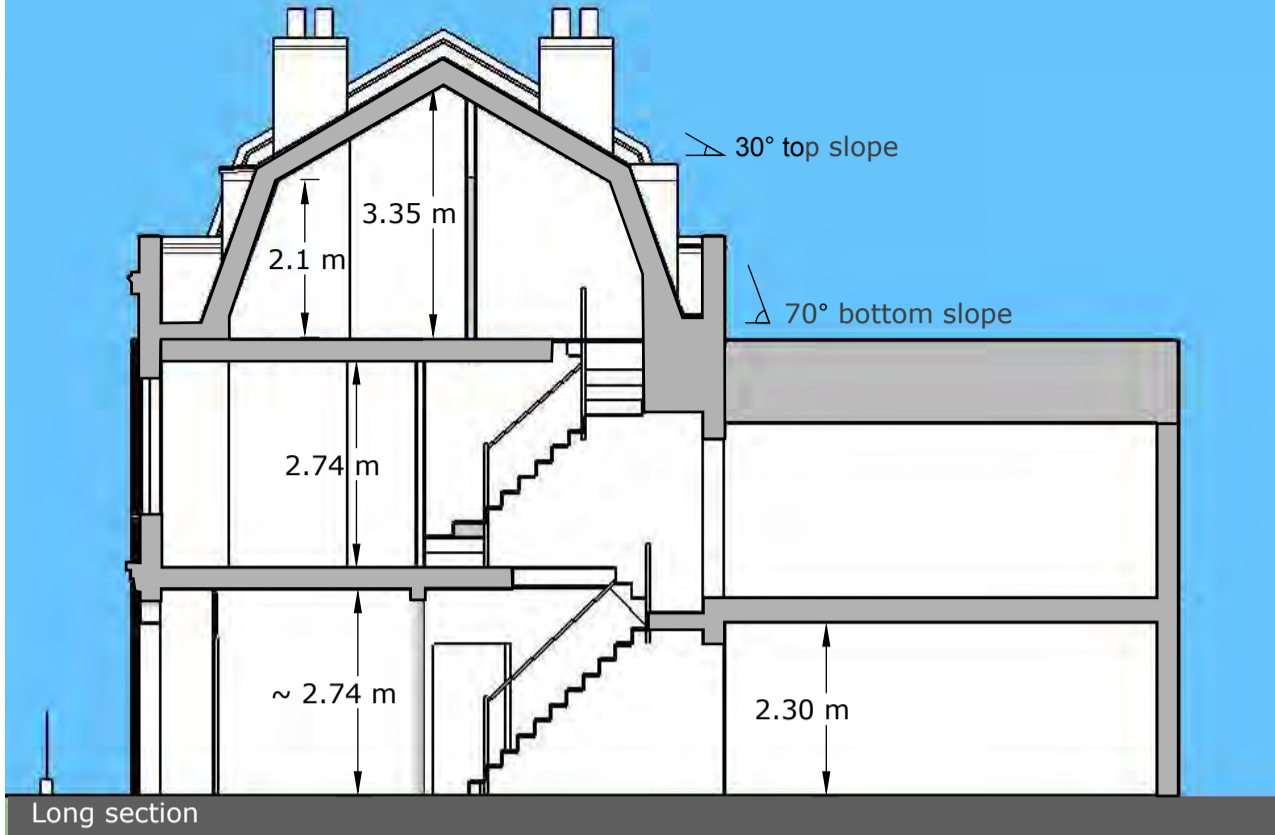 30° top slope
3.35 m
2.1 m
70° bottom slope
2.74 m
~ 2.74 m
2.30 m
Long section